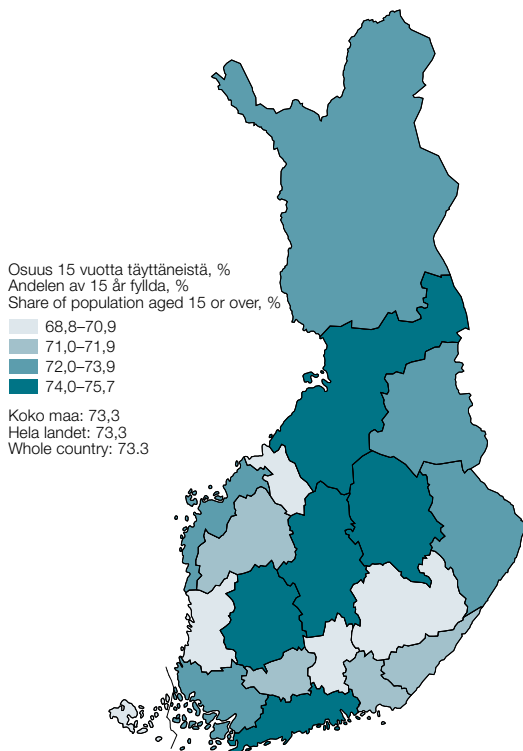 Osuus 15 vuotta täyttäneistä, %
Andelen av 15 år fyllda, %
Share of population aged 15 or over, %
68,8–70,9
71,0–71,9
72,0–73,9
74,0–75,7
Koko maa: 73,3
Hela landet: 73,3
Whole country: 73.3